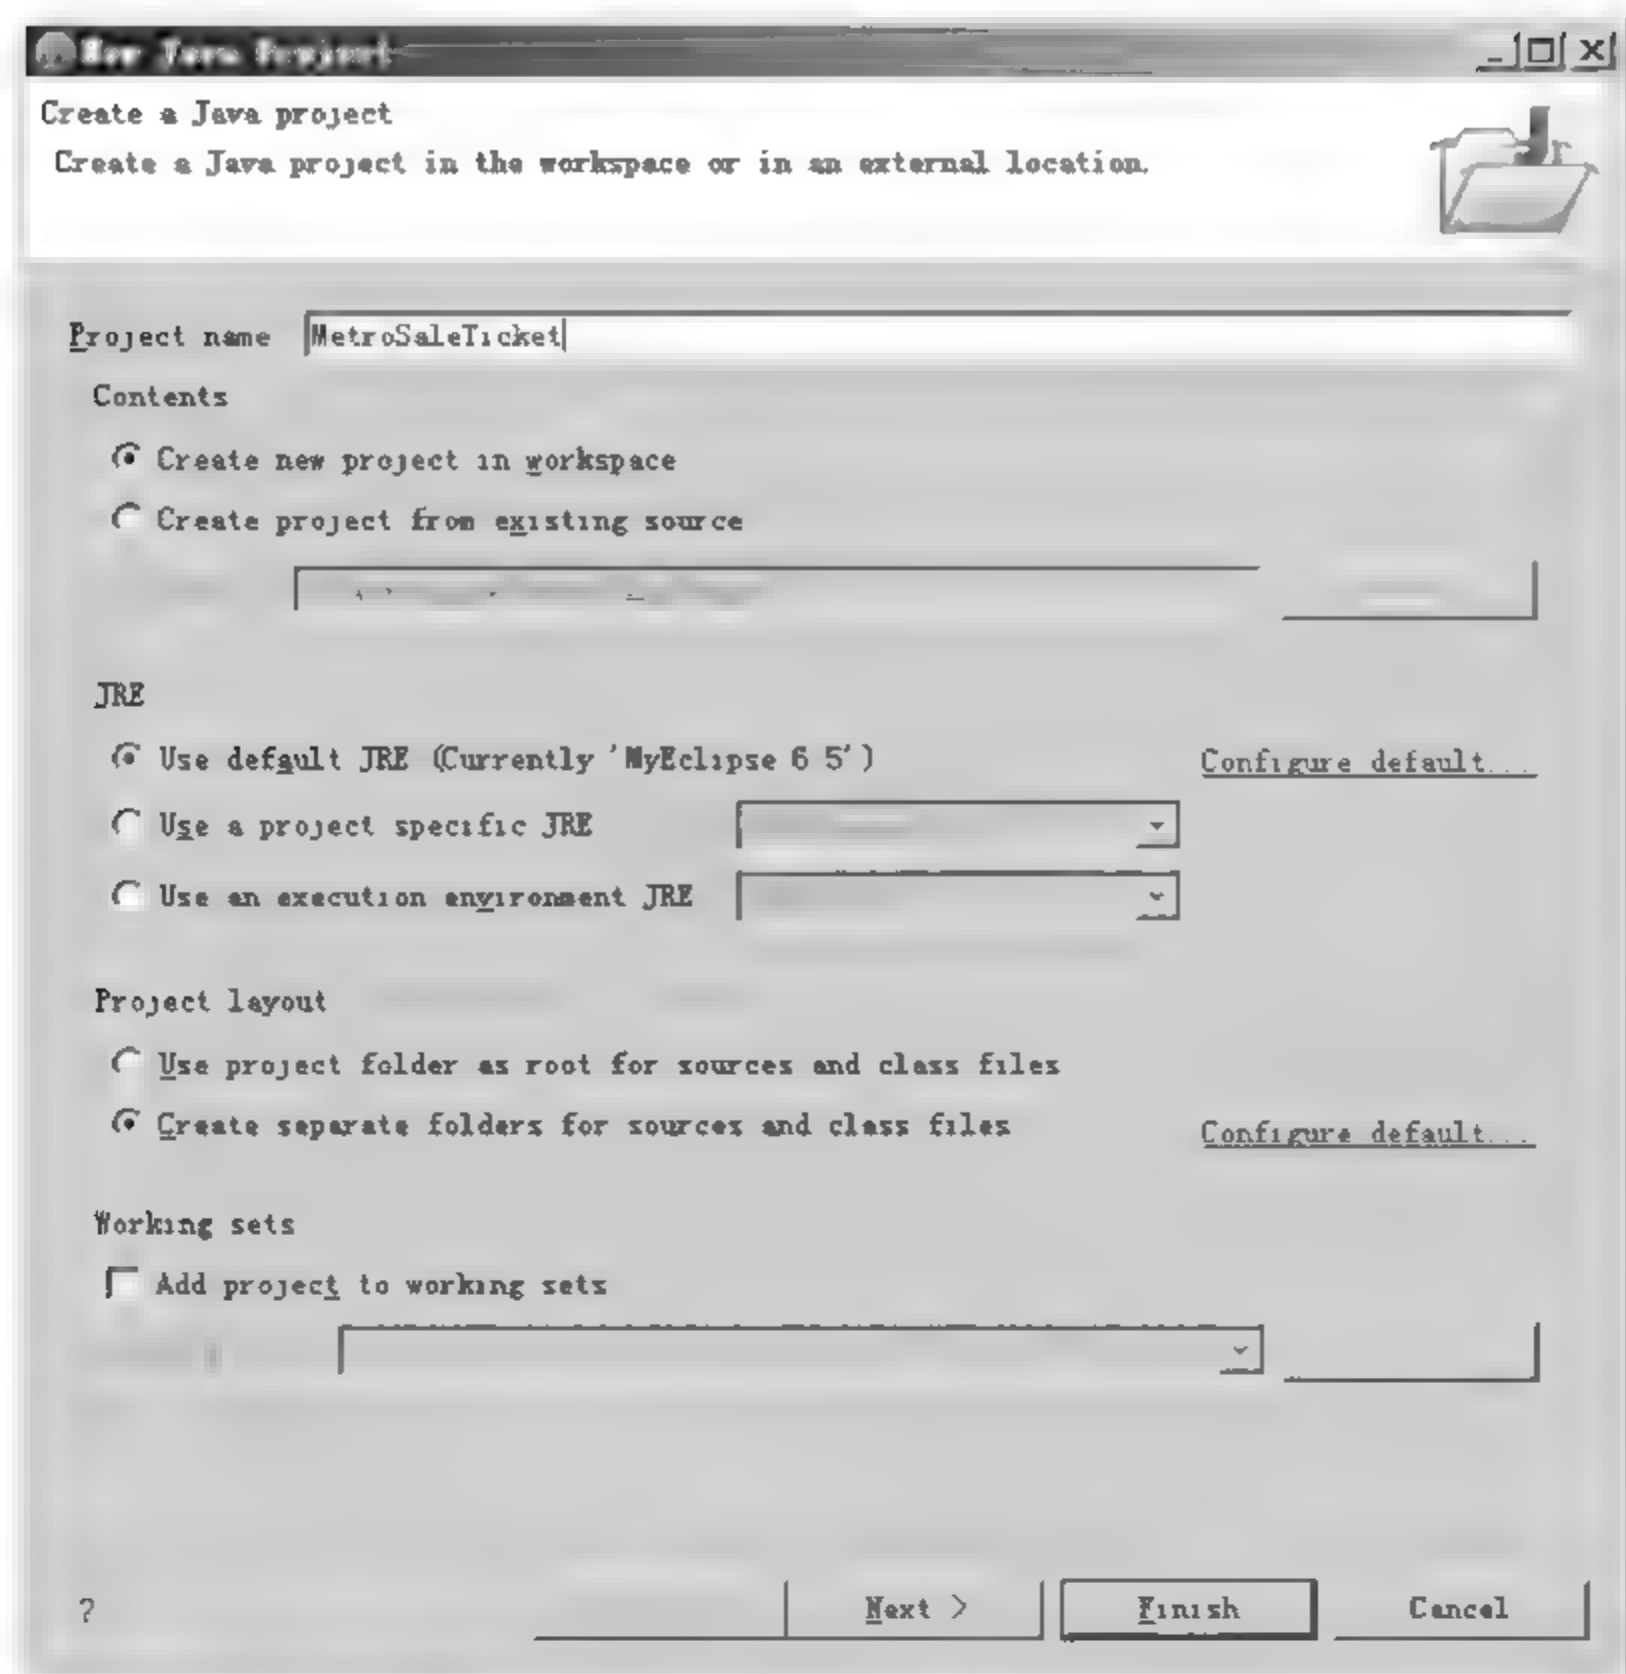 New Java Project
Create a Java project
Create a Java project in the workspace or in an external location.
Project name MetroSaleTicket
Contents
Create new project in workspace
Create project from existing source
JRE
Use default JRE (Currently 'MyEclipse 6 5') Configure default...
Use a project specific JRE
Use an execution environment JRE
Project layout
Use project folder as root for sources and class files
Create separate folders for sources and class files Configure default...
Working sets
Add project to working sets
? Next > Finish Cancel